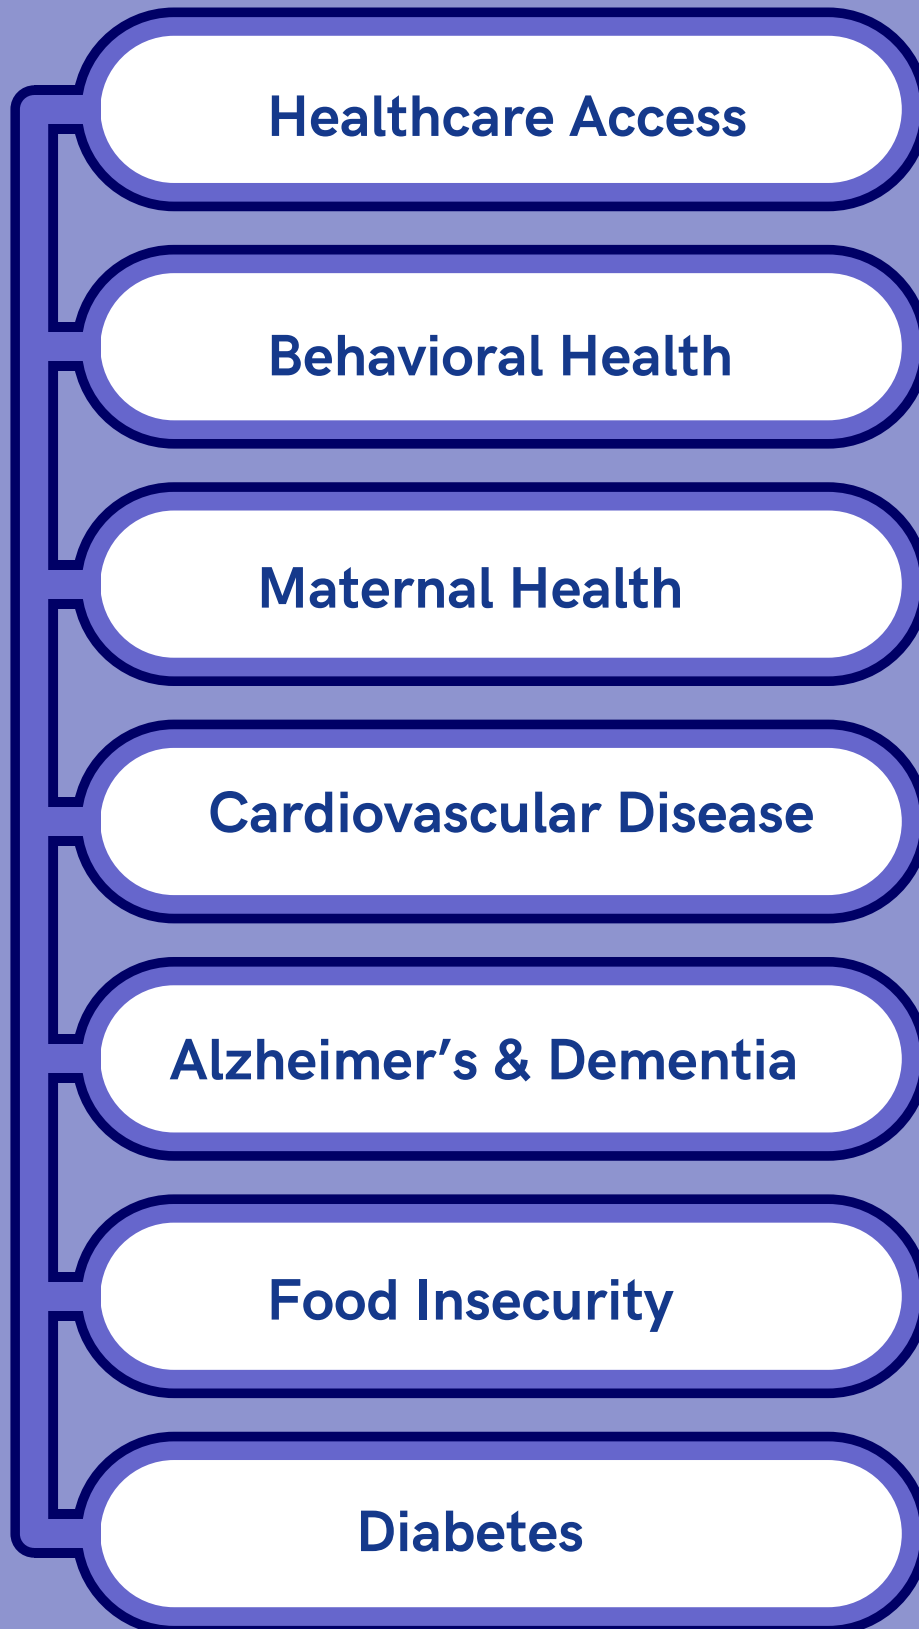 Healthcare Access
Behavioral Health
Maternal Health
Cardiovascular Disease
Alzheimer’s & Dementia
Food Insecurity
Diabetes